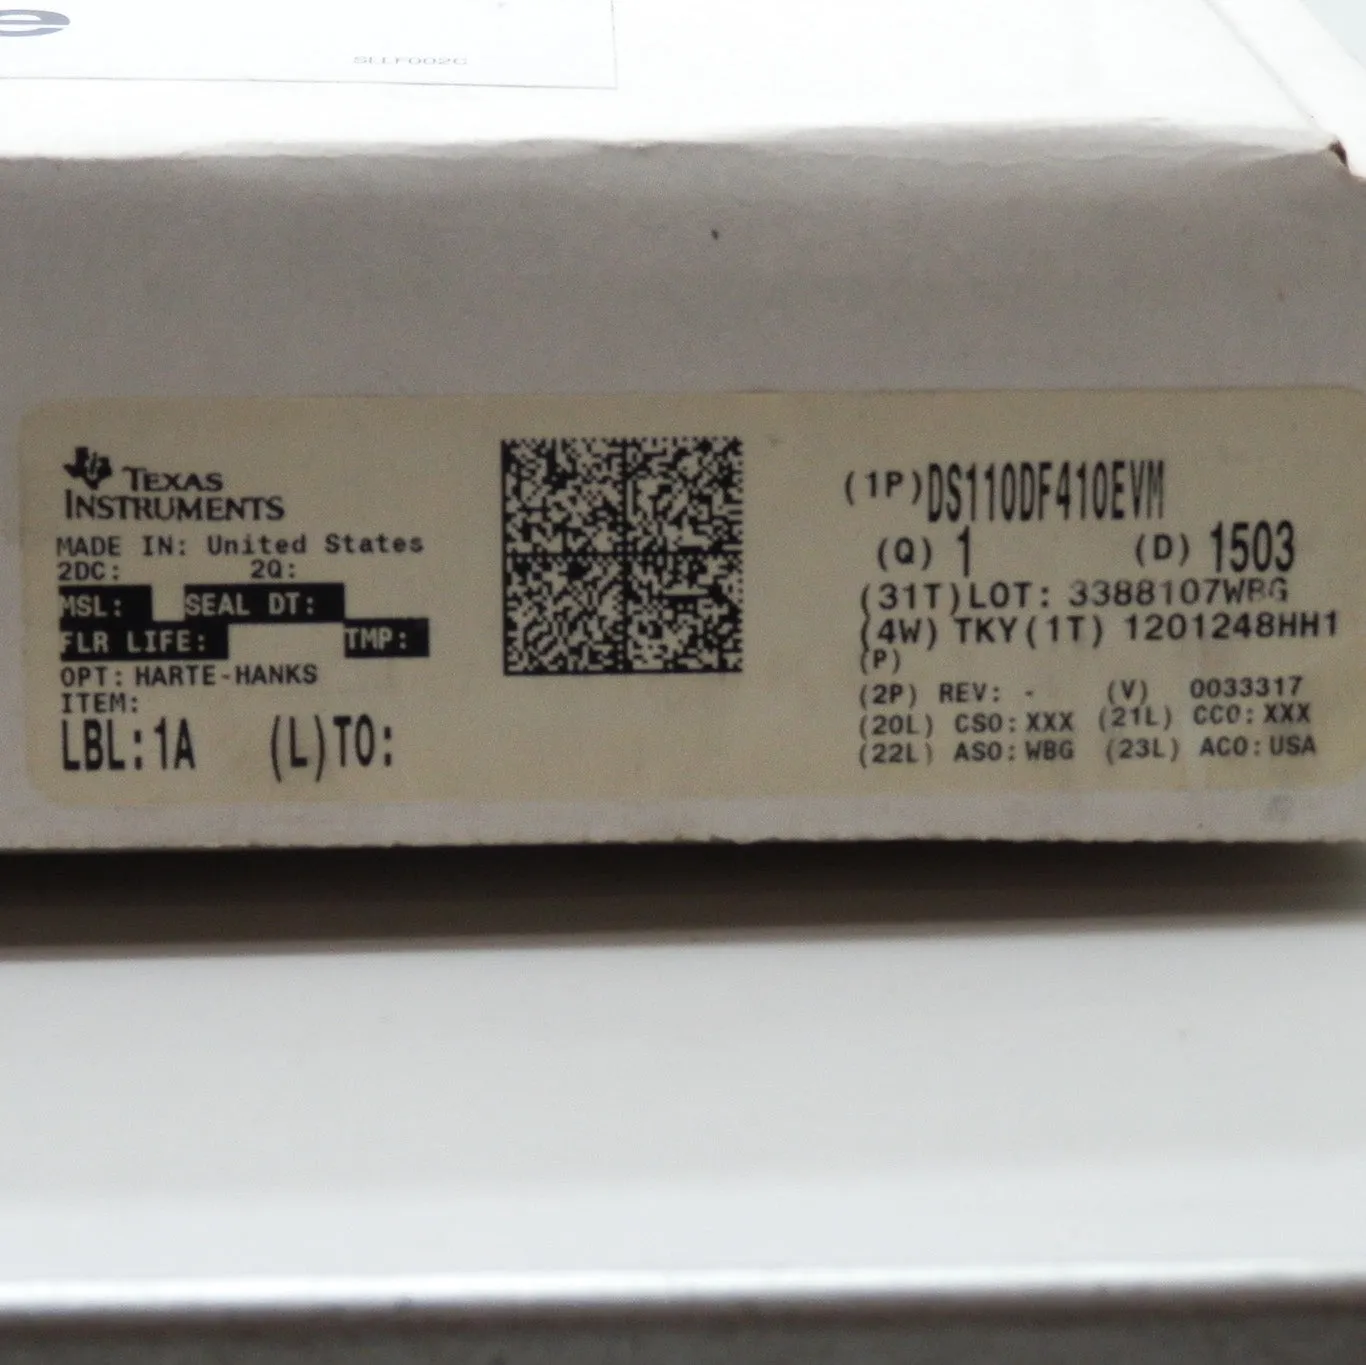 e
SLLF002C
TEXAS
INSTRUMENTS
MADE IN: United States
2DC: 2Q:
MSL: SEAL DT:
FLR LIFE: TMP:
OPT: HARTE-HANKS
ITEM:
LBL:1A (L)TO:
(1P)DS110DF410EVM
(Q) 1 (D) 1503
(31T)LOT: 3388107WBG
(4W) TKY(1T) 1201248HH1
(P)
(2P) REV: - (V) 0033317
(20L) CSO:XXX (21L) CCO:XXX
(22L) ASO:WBG (23L) ACO:USA